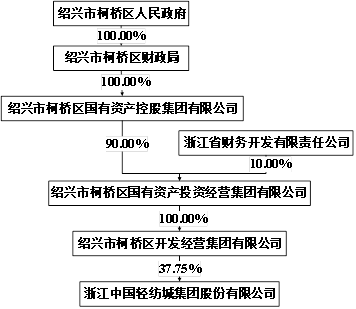 绍兴市柯桥区人民政府
100.00%
绍兴市柯桥区财政局
100.00%
绍兴市柯桥区国有资产控股集团有限公司
90.00%
浙江省财务开发有限责任公司
10.00%
绍兴市柯桥区国有资产投资经营集团有限公司
100.00%
绍兴市柯桥区开发经营集团有限公司
37.75%
浙江中国轻纺城集团股份有限公司